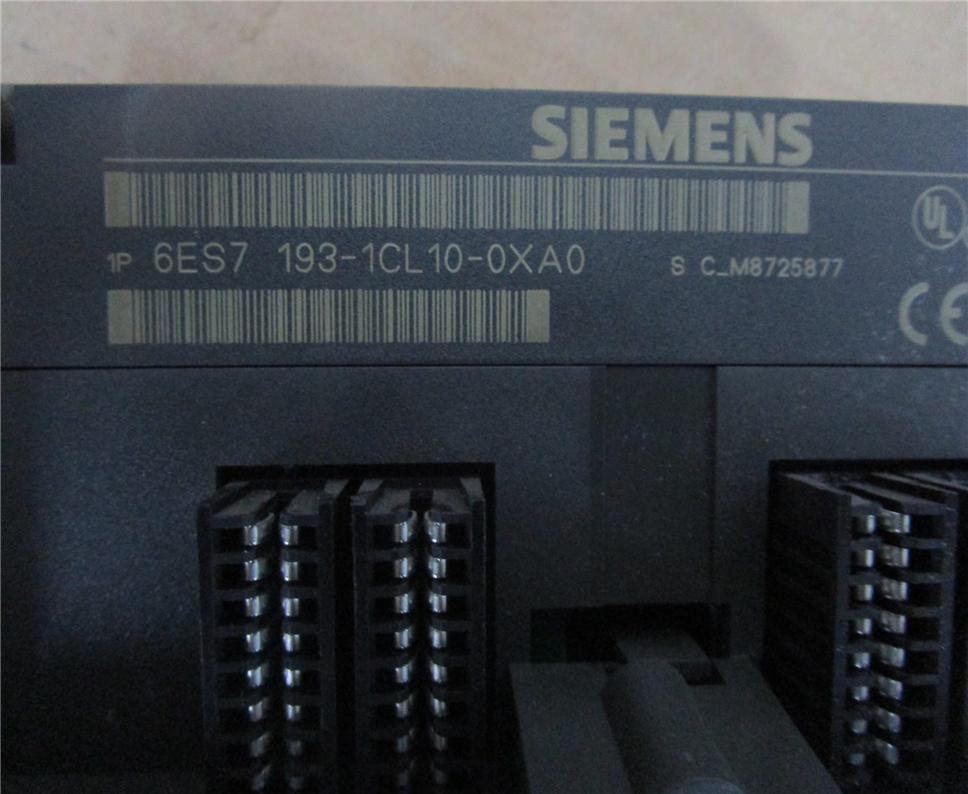 SIEMENS
1P 6ES7 193-1CL10-0XA0 S C_M8725877
UL
CE